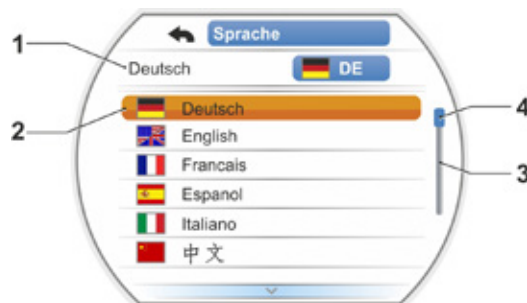 Sprache
1
Deutsch DE
2 Deutsch 4
English
Francais 3
Espanol
Italiano
中文